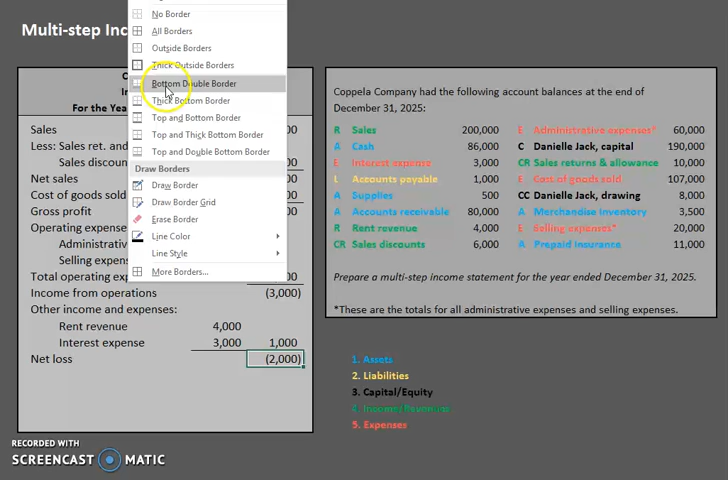 Multi-step Inc
No Border
All Borders
Outside Borders
Thick Outside Borders
Bottom Double Border
Thick Bottom Border
Top and Bottom Border
Top and Thick Bottom Border
Top and Double Bottom Border
Draw Borders
Draw Border
Draw Border Grid
Erase Border
Line Color
Line Style
More Borders...
C
In
For the Yea
Sales
Less: Sales ret. and
Sales discoun
Net sales
Cost of goods sold
Gross profit
Operating expens
Administrativ
Selling expens
Total operating exp
Income from operations (3,000)
Other income and expenses:
Rent revenue 4,000
Interest expense 3,000 1,000
Net loss (2,000)
Coppela Company had the following account balances at the end of
December 31, 2025:
R Sales 200,000 E Administrative expenses* 60,000
A Cash 86,000 C Danielle Jack, capital 190,000
E Interest expense 3,000 CR Sales returns & allowance 10,000
L Accounts payable 1,000 E Cost of goods sold 107,000
A Supplies 500 CC Danielle Jack, drawing 8,000
A Accounts receivable 80,000 A Merchandise Inventory 3,500
R Rent revenue 4,000 E Selling expenses* 20,000
CR Sales discounts 6,000 A Prepaid Insurance 11,000
Prepare a multi-step income statement for the year ended December 31, 2025.
*These are the totals for all administrative expenses and selling expenses.
1. Assets
2. Liabilities
3. Capital/Equity
4. Income/Revenues
5. Expenses
RECORDED WITH
SCREENCAST MATIC